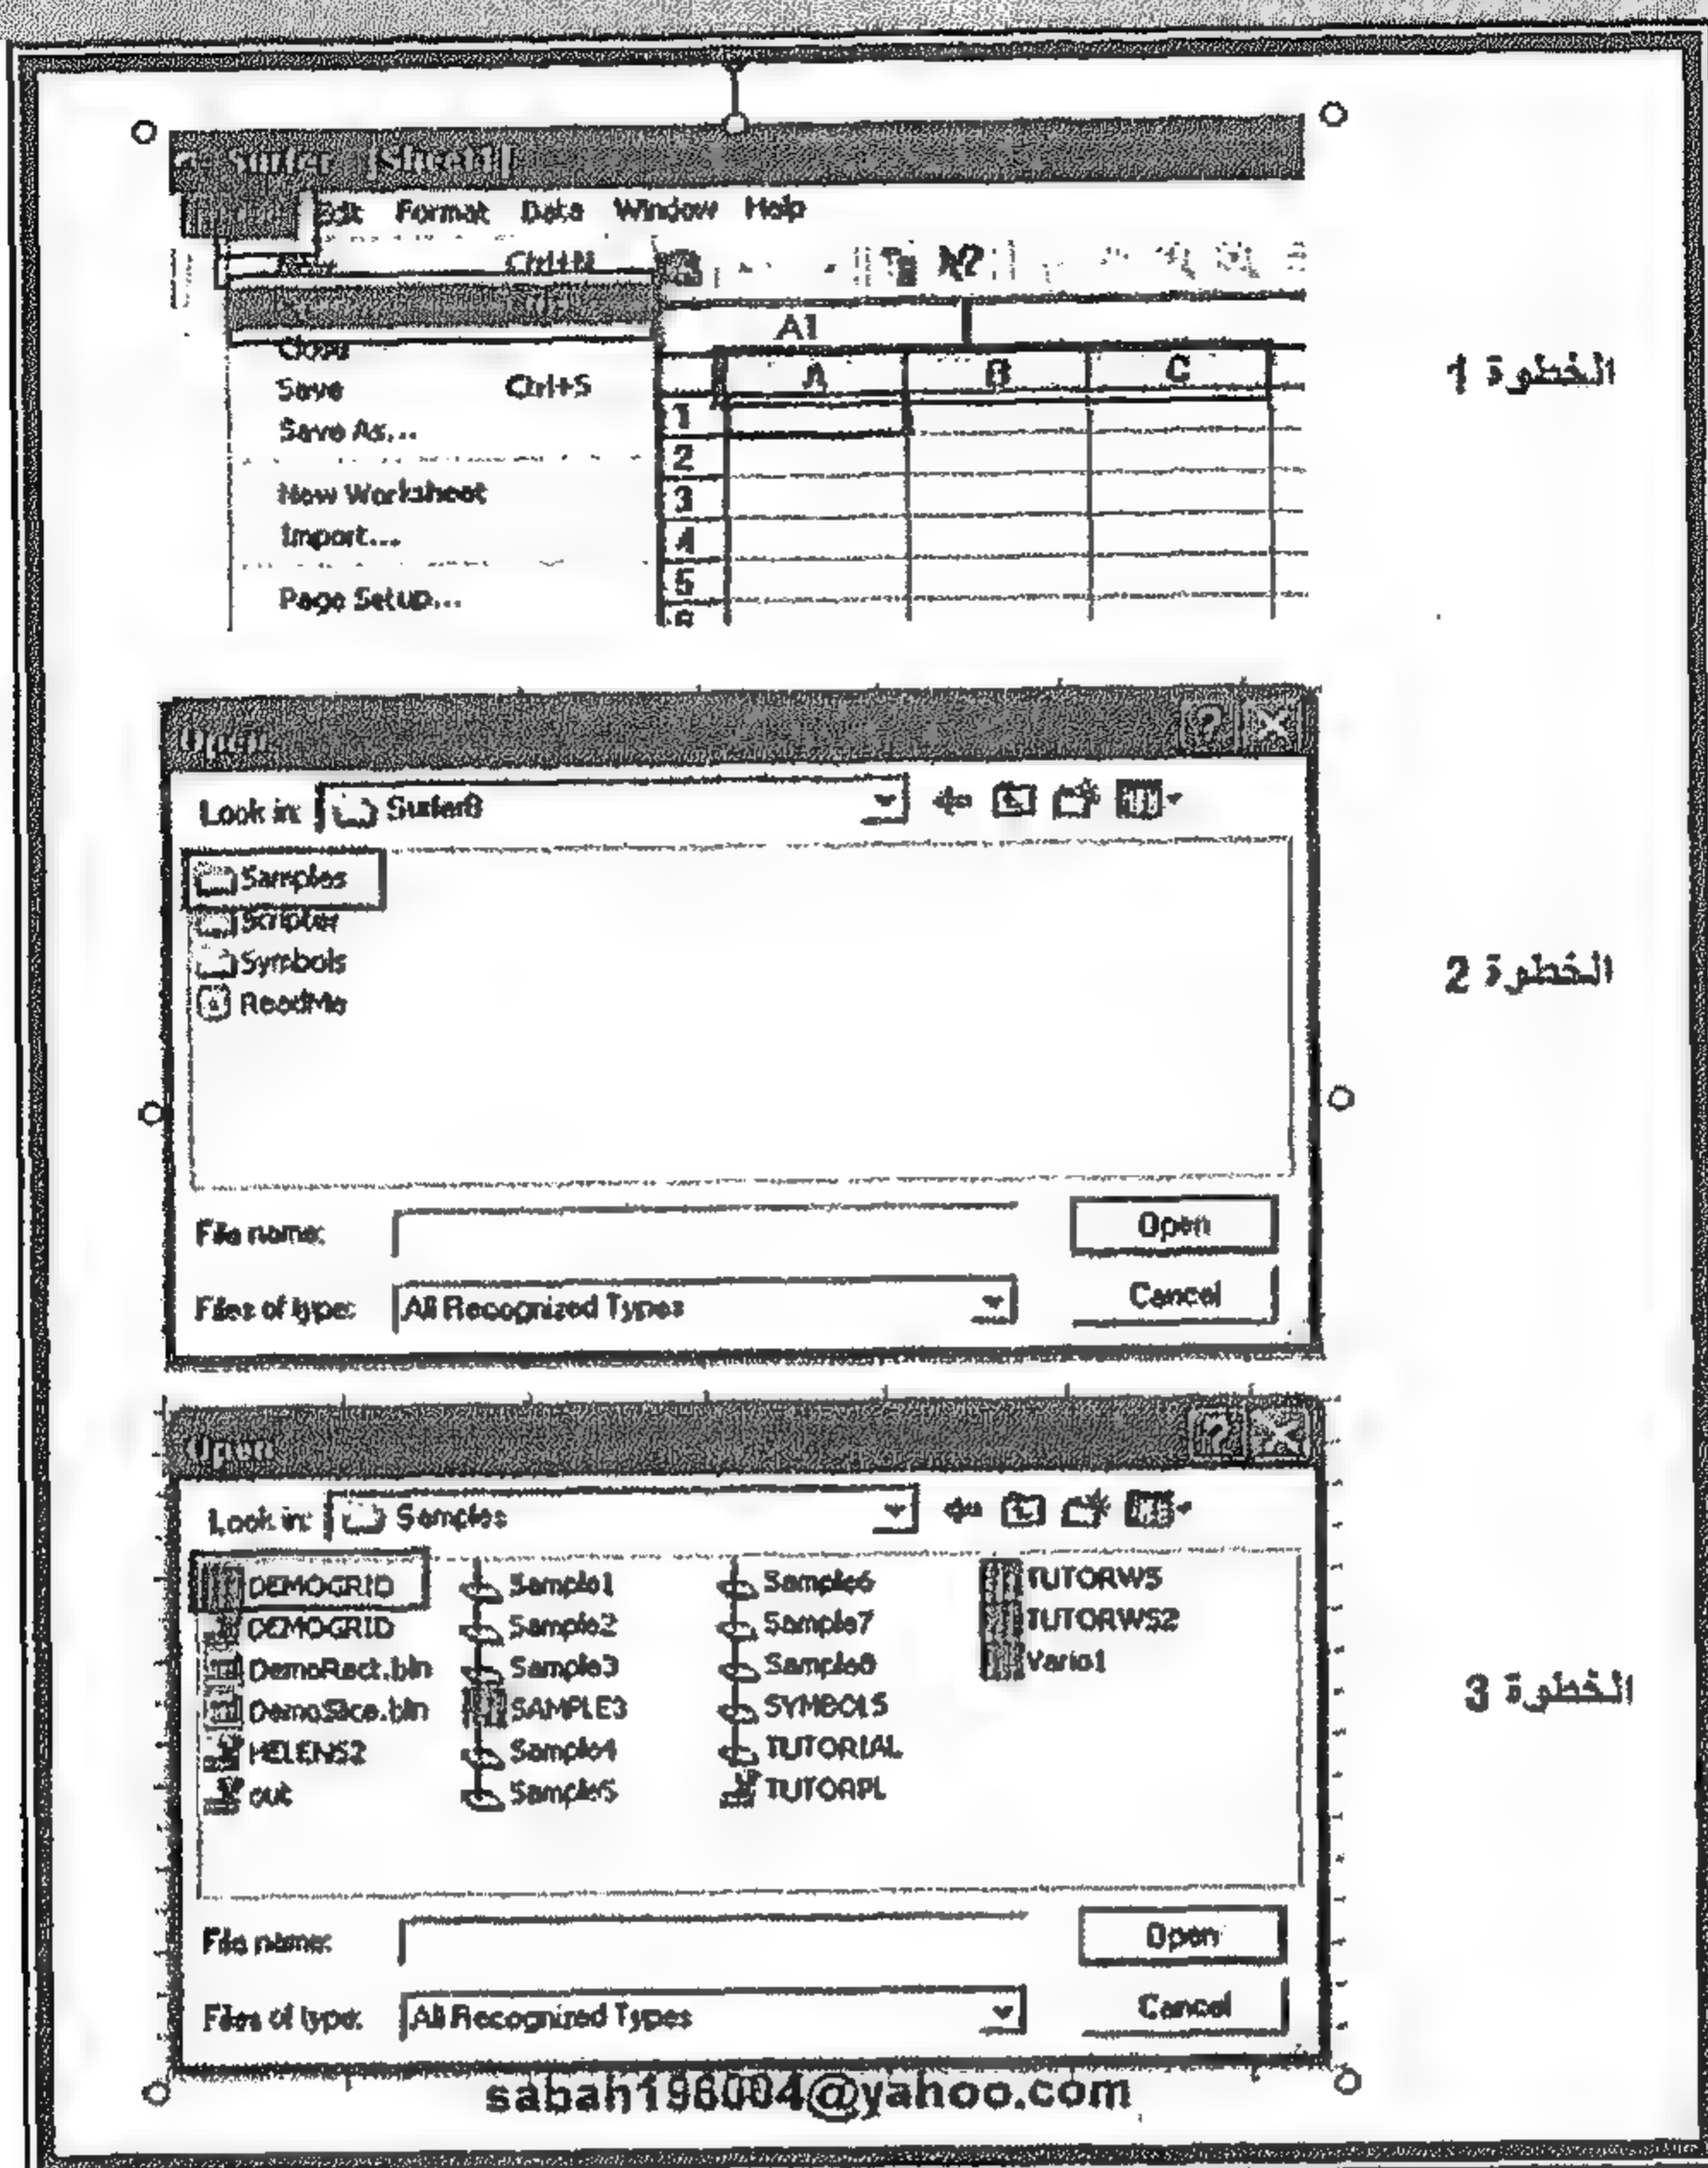 Surfer - [Sheet1]
Edit Format Data Window Help
Ctrl+N
Close
Save Ctrl+S
Save As...
New Worksheet
Import...
Page Setup...
A1
A B C
1
2
3
4
5
6
الخطوة 1
Open
Look in: Surfer8
Samples
Scripter
Symbols
ReadMe
File name:
Open
Files of type: All Recognized Types
Cancel
الخطوة 2
Open
Look in: Samples
DEMOGRID Sample1 Sample6 TUTORWS
DEMOGRID Sample2 Sample7 TUTORWS2
DemoRect.bln Sample3 Sample8 Vario1
DemoSlice.bln SAMPLE3 SYMBOLS
HELENS2 Sample4 TUTORIAL
out Sample5 TUTORPL
File name:
Open
Files of type: All Recognized Types
Cancel
الخطوة 3
sabah196004@yahoo.com